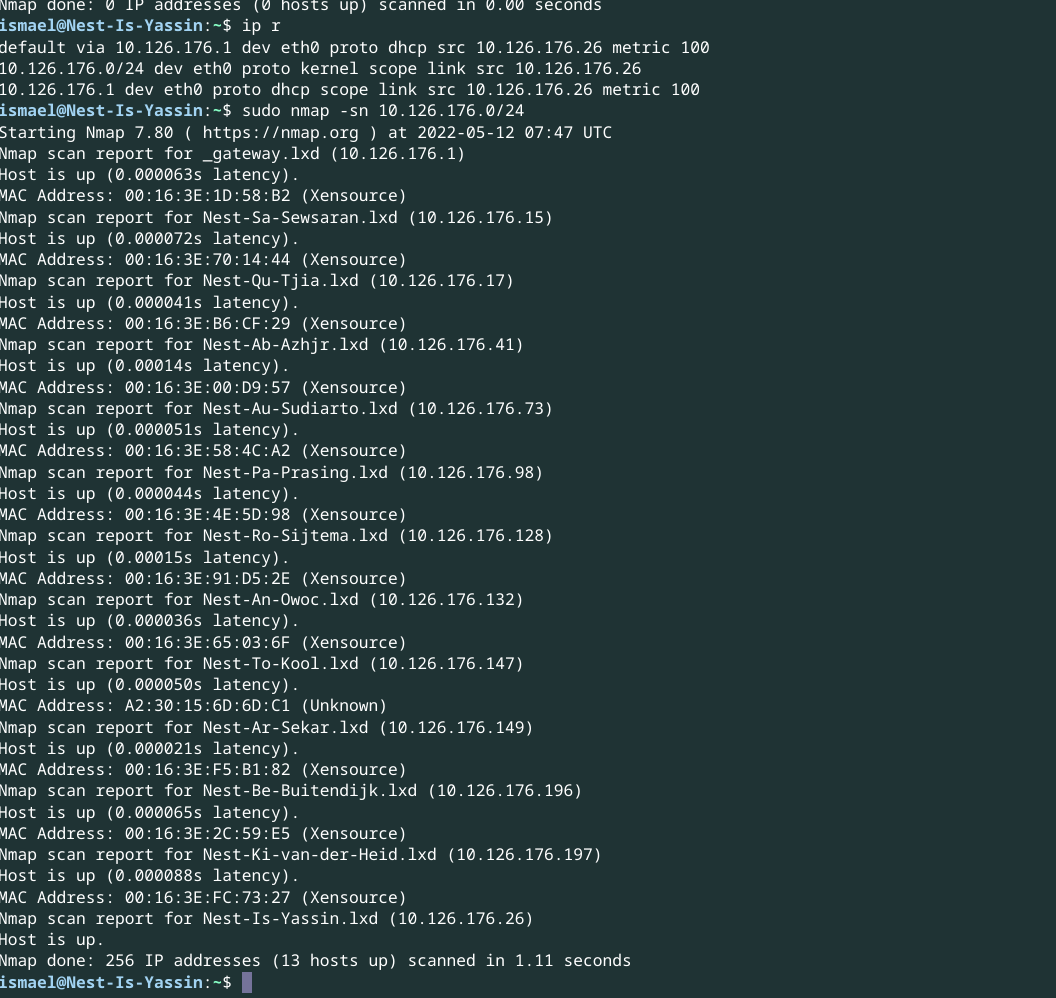 Nmap done: 0 IP addresses (0 hosts up) scanned in 0.00 seconds
ismael@Nest-Is-Yassin:~$ ip r
default via 10.126.176.1 dev eth0 proto dhcp src 10.126.176.26 metric 100
10.126.176.0/24 dev eth0 proto kernel scope link src 10.126.176.26
10.126.176.1 dev eth0 proto dhcp scope link src 10.126.176.26 metric 100
ismael@Nest-Is-Yassin:~$ sudo nmap -sn 10.126.176.0/24
Starting Nmap 7.80 ( https://nmap.org ) at 2022-05-12 07:47 UTC
Nmap scan report for _gateway.lxd (10.126.176.1)
Host is up (0.000063s latency).
MAC Address: 00:16:3E:1D:58:B2 (Xensource)
Nmap scan report for Nest-Sa-Sewsaran.lxd (10.126.176.15)
Host is up (0.000072s latency).
MAC Address: 00:16:3E:70:14:44 (Xensource)
Nmap scan report for Nest-Qu-Tjia.lxd (10.126.176.17)
Host is up (0.000041s latency).
MAC Address: 00:16:3E:B6:CF:29 (Xensource)
Nmap scan report for Nest-Ab-Azhjr.lxd (10.126.176.41)
Host is up (0.00014s latency).
MAC Address: 00:16:3E:00:D9:57 (Xensource)
Nmap scan report for Nest-Au-Sudiarto.lxd (10.126.176.73)
Host is up (0.000051s latency).
MAC Address: 00:16:3E:58:4C:A2 (Xensource)
Nmap scan report for Nest-Pa-Prasing.lxd (10.126.176.98)
Host is up (0.000044s latency).
MAC Address: 00:16:3E:4E:5D:98 (Xensource)
Nmap scan report for Nest-Ro-Sijtema.lxd (10.126.176.128)
Host is up (0.00015s latency).
MAC Address: 00:16:3E:91:D5:2E (Xensource)
Nmap scan report for Nest-An-Owoc.lxd (10.126.176.132)
Host is up (0.000036s latency).
MAC Address: 00:16:3E:65:03:6F (Xensource)
Nmap scan report for Nest-To-Kool.lxd (10.126.176.147)
Host is up (0.000050s latency).
MAC Address: A2:30:15:6D:6D:C1 (Unknown)
Nmap scan report for Nest-Ar-Sekar.lxd (10.126.176.149)
Host is up (0.000021s latency).
MAC Address: 00:16:3E:F5:B1:82 (Xensource)
Nmap scan report for Nest-Be-Buitendijk.lxd (10.126.176.196)
Host is up (0.000065s latency).
MAC Address: 00:16:3E:2C:59:E5 (Xensource)
Nmap scan report for Nest-Ki-van-der-Heid.lxd (10.126.176.197)
Host is up (0.000088s latency).
MAC Address: 00:16:3E:FC:73:27 (Xensource)
Nmap scan report for Nest-Is-Yassin.lxd (10.126.176.26)
Host is up.
Nmap done: 256 IP addresses (13 hosts up) scanned in 1.11 seconds
ismael@Nest-Is-Yassin:~$